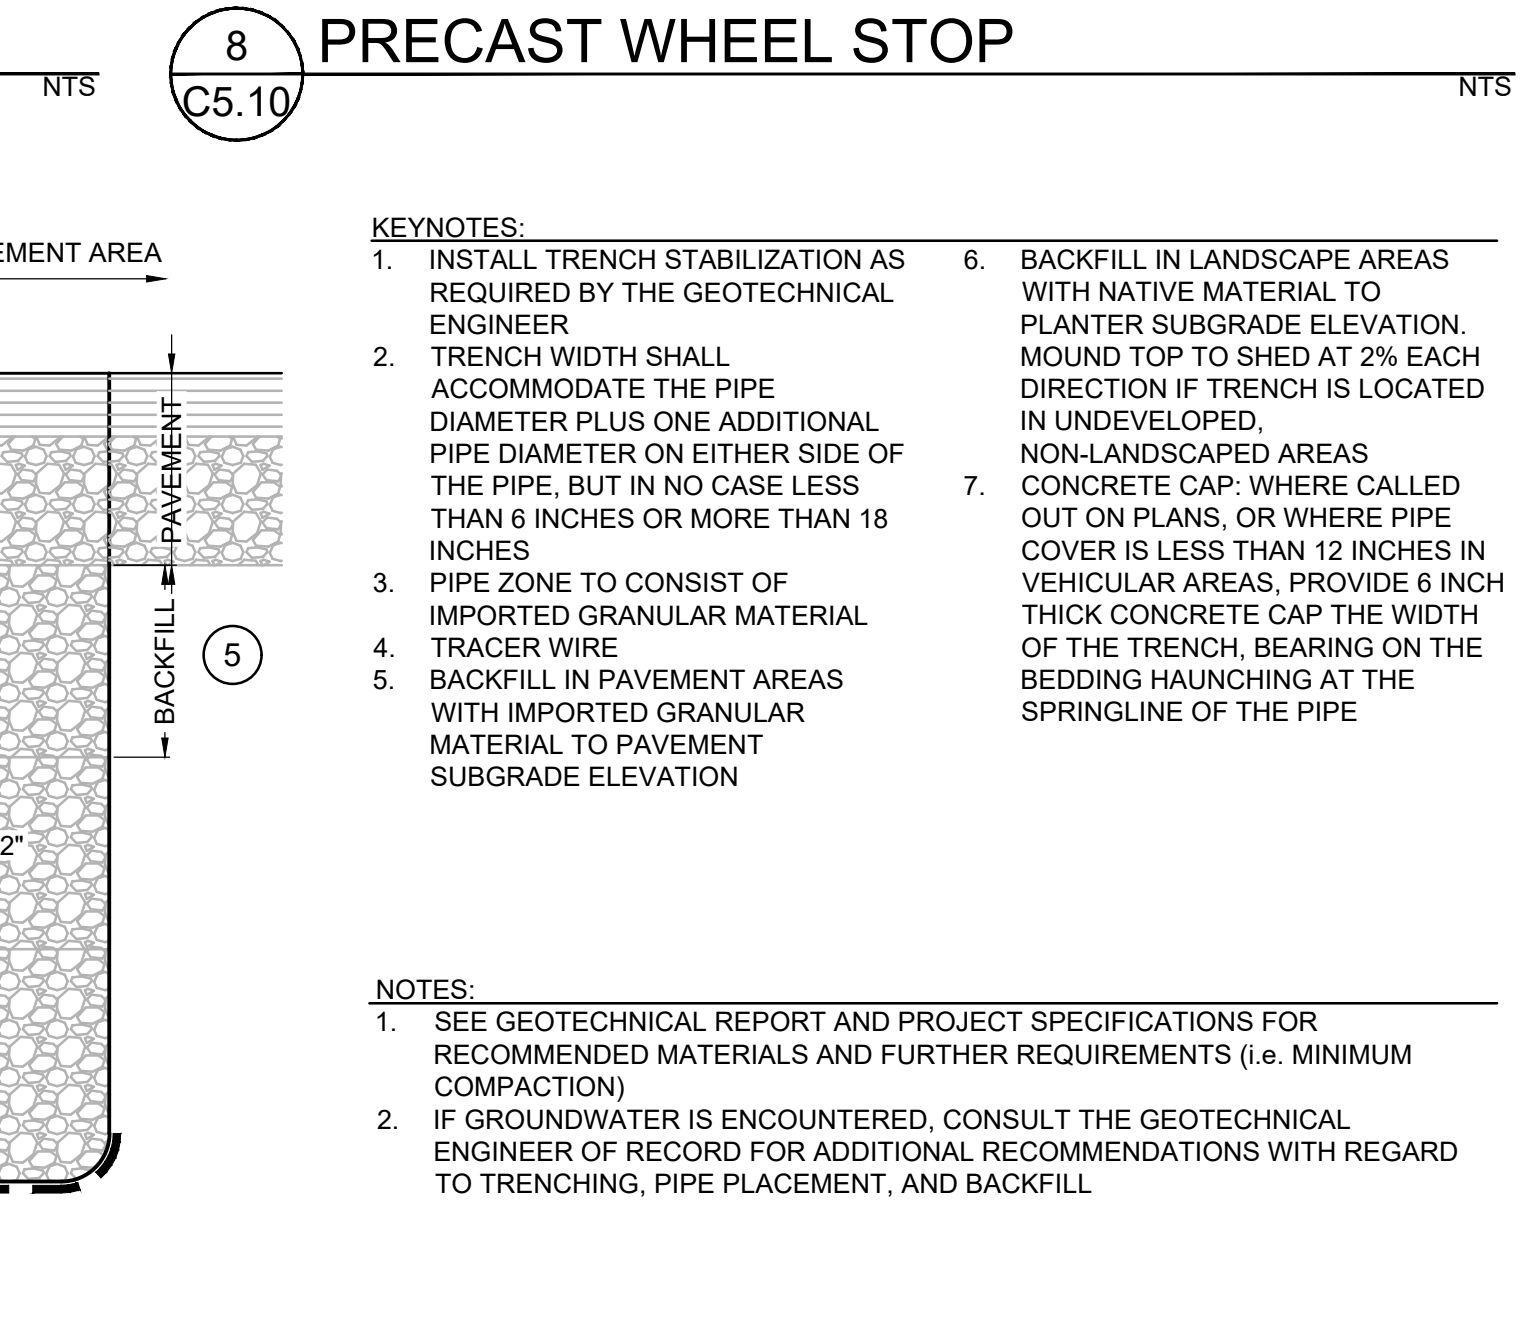 8
PRECAST WHEEL STOP
C5.10
NTS
NTS
EMENT AREA
PAVEMENT
BACKFILL
5
2"
KEYNOTES:
1. INSTALL TRENCH STABILIZATION AS
REQUIRED BY THE GEOTECHNICAL
ENGINEER
2. TRENCH WIDTH SHALL
ACCOMMODATE THE PIPE
DIAMETER PLUS ONE ADDITIONAL
PIPE DIAMETER ON EITHER SIDE OF
THE PIPE, BUT IN NO CASE LESS
THAN 6 INCHES OR MORE THAN 18
INCHES
3. PIPE ZONE TO CONSIST OF
IMPORTED GRANULAR MATERIAL
4. TRACER WIRE
5. BACKFILL IN PAVEMENT AREAS
WITH IMPORTED GRANULAR
MATERIAL TO PAVEMENT
SUBGRADE ELEVATION
6. BACKFILL IN LANDSCAPE AREAS
WITH NATIVE MATERIAL TO
PLANTER SUBGRADE ELEVATION.
MOUND TOP TO SHED AT 2% EACH
DIRECTION IF TRENCH IS LOCATED
IN UNDEVELOPED,
NON-LANDSCAPED AREAS
7. CONCRETE CAP: WHERE CALLED
OUT ON PLANS, OR WHERE PIPE
COVER IS LESS THAN 12 INCHES IN
VEHICULAR AREAS, PROVIDE 6 INCH
THICK CONCRETE CAP THE WIDTH
OF THE TRENCH, BEARING ON THE
BEDDING HAUNCHING AT THE
SPRINGLINE OF THE PIPE
NOTES:
1. SEE GEOTECHNICAL REPORT AND PROJECT SPECIFICATIONS FOR
RECOMMENDED MATERIALS AND FURTHER REQUIREMENTS (i.e. MINIMUM
COMPACTION)
2. IF GROUNDWATER IS ENCOUNTERED, CONSULT THE GEOTECHNICAL
ENGINEER OF RECORD FOR ADDITIONAL RECOMMENDATIONS WITH REGARD
TO TRENCHING, PIPE PLACEMENT, AND BACKFILL